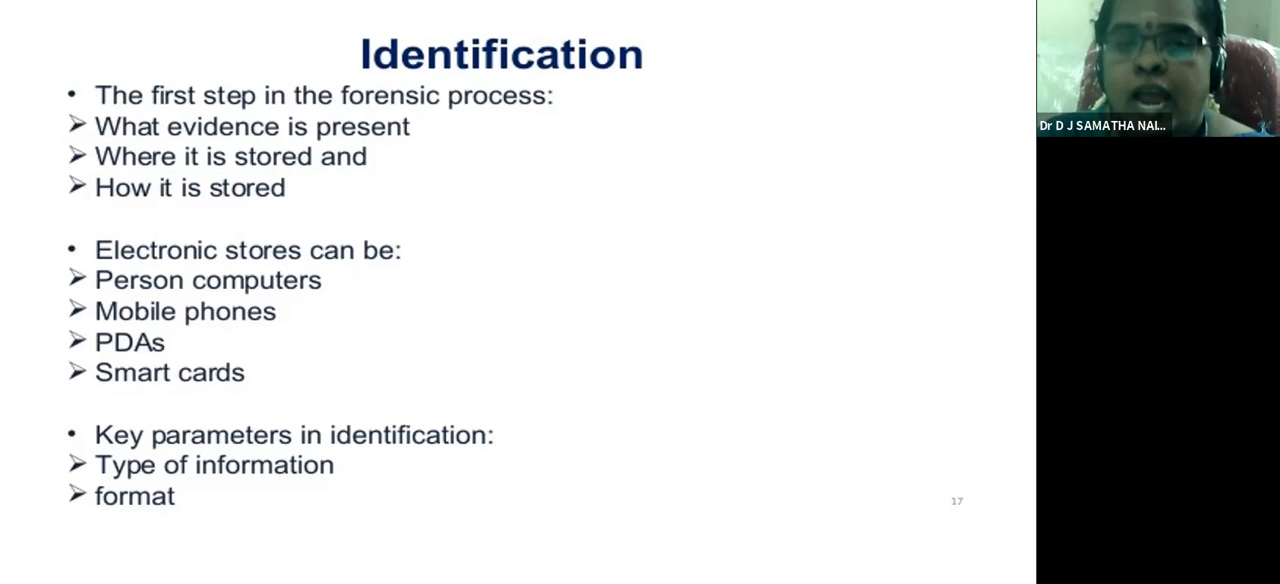 Identification
• The first step in the forensic process:
➢ What evidence is present
➢ Where it is stored and
➢ How it is stored
• Electronic stores can be:
➢ Person computers
➢ Mobile phones
➢ PDAs
➢ Smart cards
• Key parameters in identification:
➢ Type of information
➢ format
17
Dr D J SAMATHA NAI...